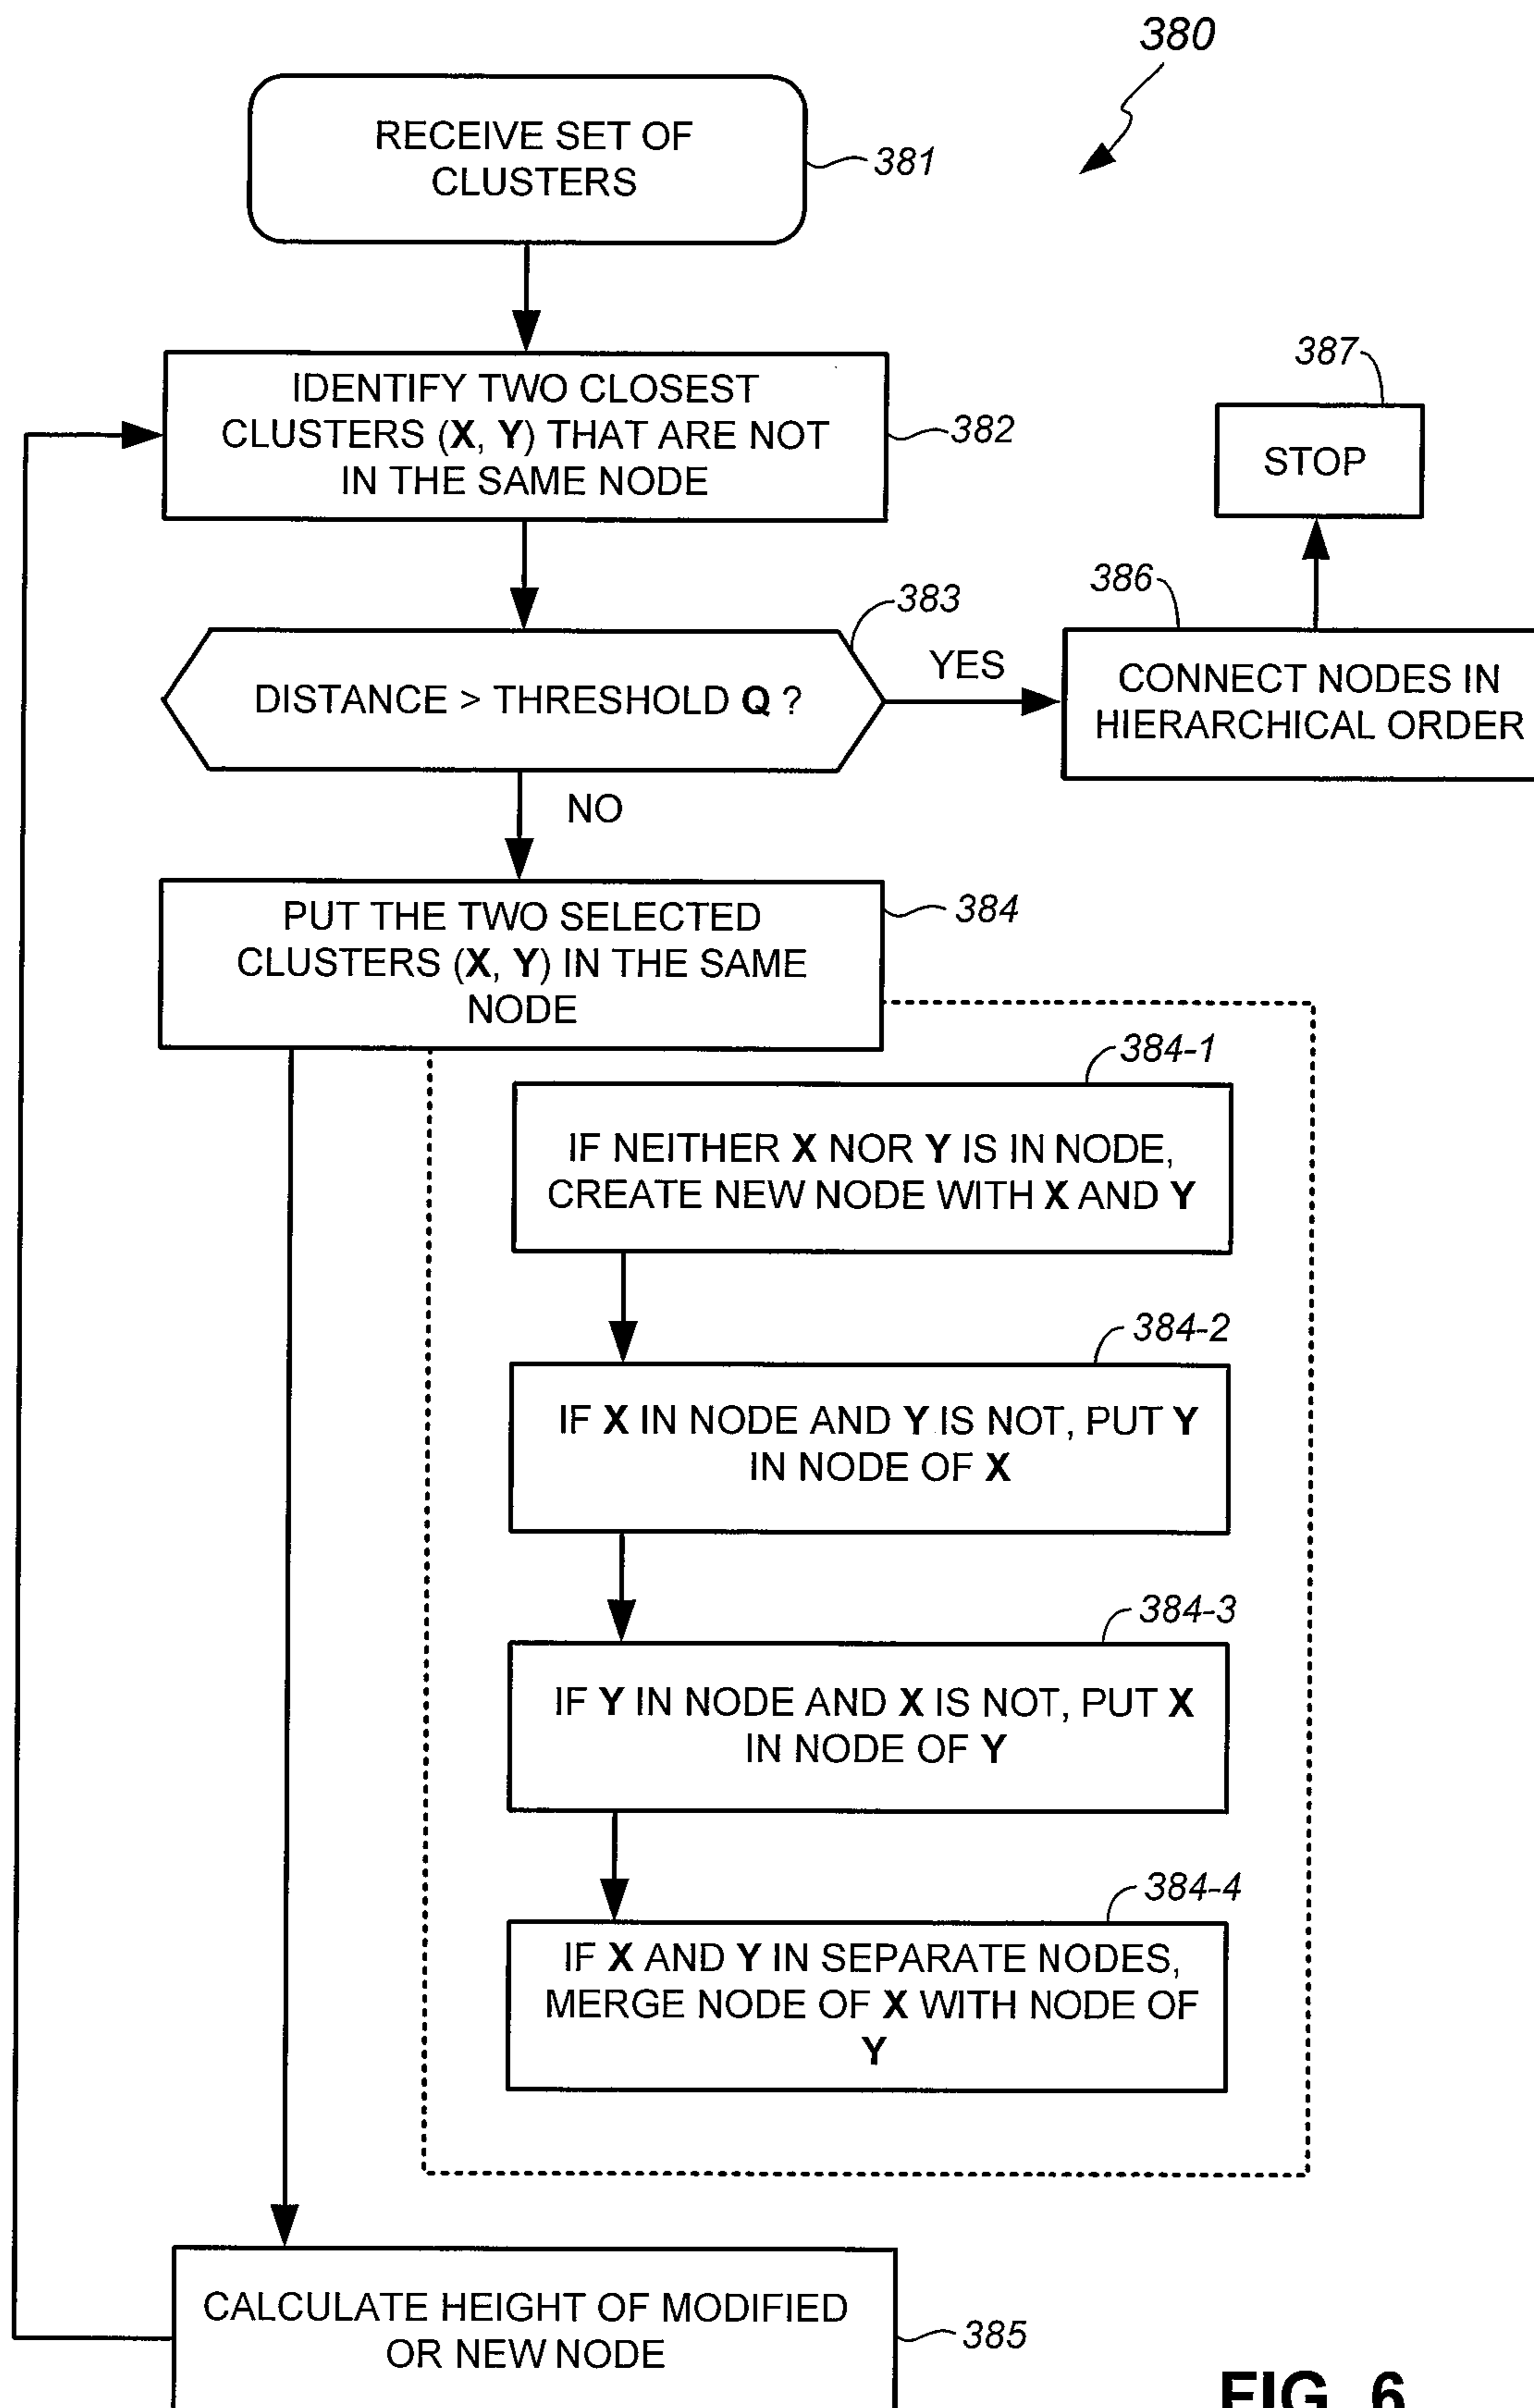 380
RECEIVE SET OF
CLUSTERS
381
IDENTIFY TWO CLOSEST
CLUSTERS (X, Y) THAT ARE NOT
IN THE SAME NODE
382
387
STOP
383
DISTANCE > THRESHOLD Q ?
YES
386
CONNECT NODES IN
HIERARCHICAL ORDER
NO
PUT THE TWO SELECTED
CLUSTERS (X, Y) IN THE SAME
NODE
384
384-1
IF NEITHER X NOR Y IS IN NODE,
CREATE NEW NODE WITH X AND Y
384-2
IF X IN NODE AND Y IS NOT, PUT Y
IN NODE OF X
384-3
IF Y IN NODE AND X IS NOT, PUT X
IN NODE OF Y
384-4
IF X AND Y IN SEPARATE NODES,
MERGE NODE OF X WITH NODE OF
Y
CALCULATE HEIGHT OF MODIFIED
OR NEW NODE
385
FIG. 6